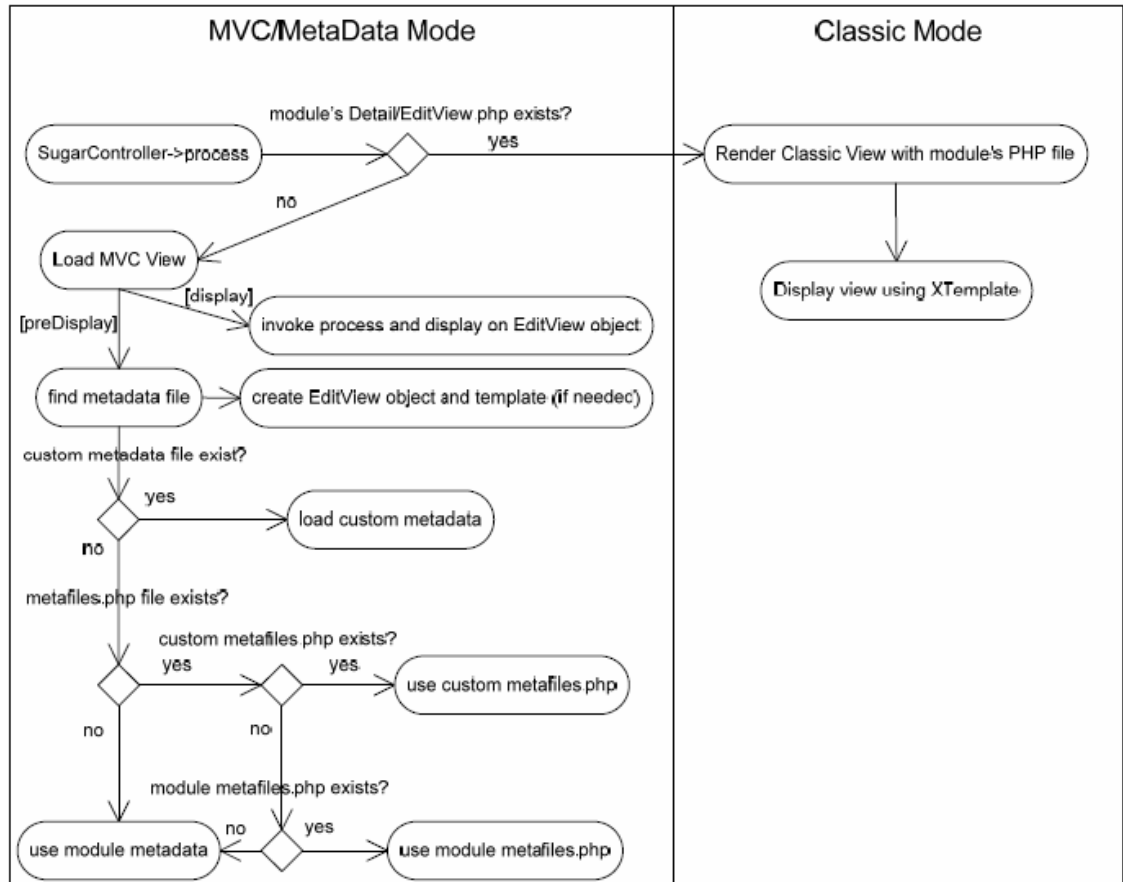 MVC/MetaData Mode
Classic Mode
module's Detail/EditView php exists?
SugarController->process
yes
Render Classic View with module's PHP file
no
Load MVC View
[display]
Display view using XTemplate
[preDisplay]
invoke process and display on EditView object
find metadata file
create EditView object and template (if needed)
custom metadata file exist?
yes
load custom metadata
no
metafiles.php file exists?
custom metafiles php exists?
yes
yes
use custom metafiles.php
no
no
module metafiles.php exists?
no
yes
use module metadata
use module metafiles.php